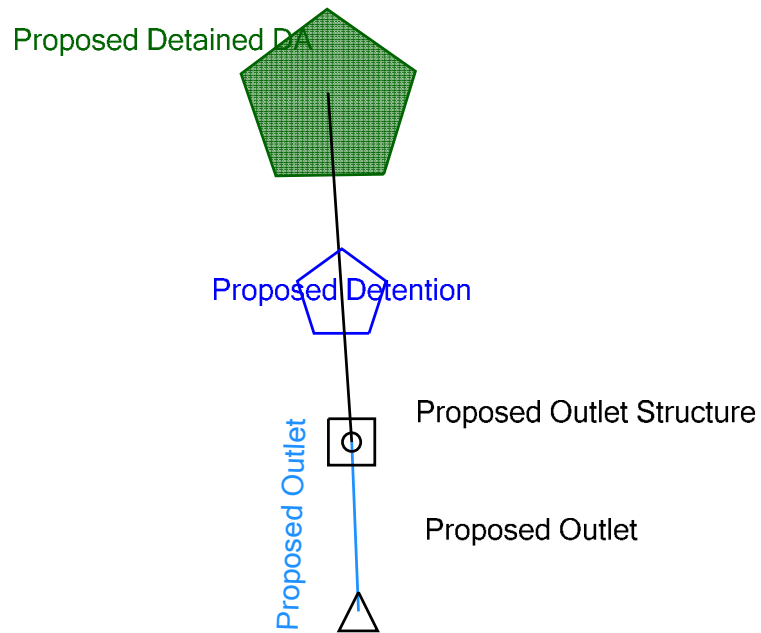 Proposed Detained DA
Proposed Detention
Proposed Outlet Structure
Proposed Outlet
Proposed Outlet